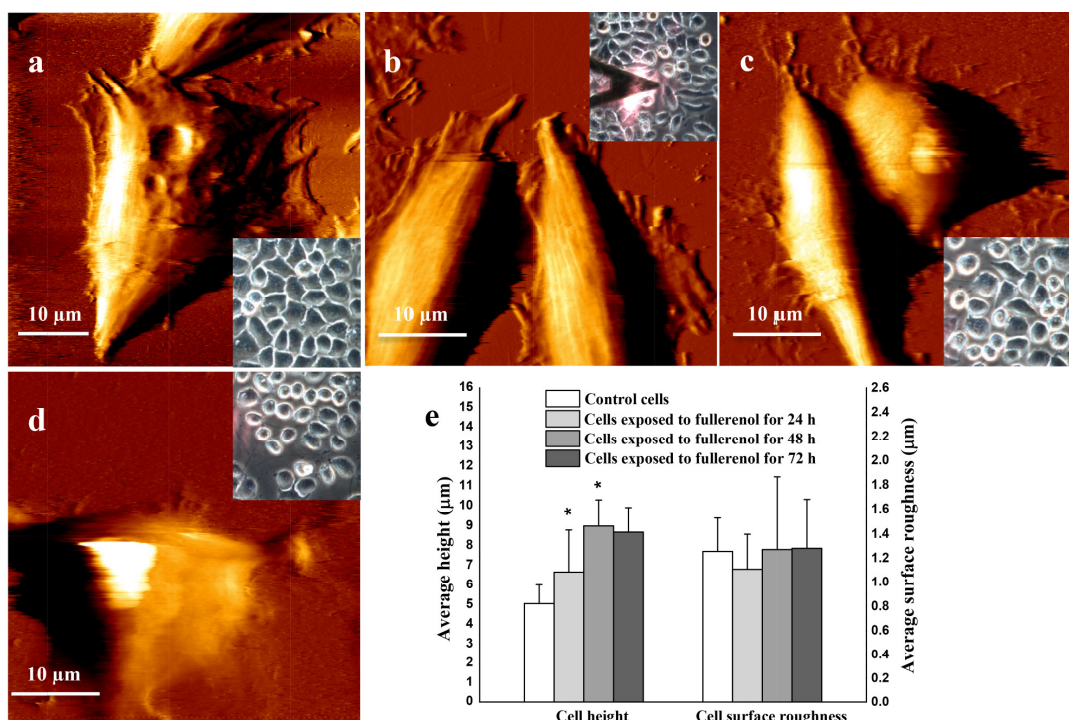 a
10 µm
b
10 µm
c
10 µm
d
10 µm
e
Control cells
Cells exposed to fullerenol for 24 h
Cells exposed to fullerenol for 48 h
Cells exposed to fullerenol for 72 h
Average height (µm)
16
15
14
13
12
11
10
9
8
7
6
5
4
3
2
1
0
*
*
2.6
2.4
2.2
2.0
1.8
1.6
1.4
1.2
1.0
0.8
0.6
0.4
0.2
0.0
Average surface roughness (µm)
Cell height
Cell surface roughness